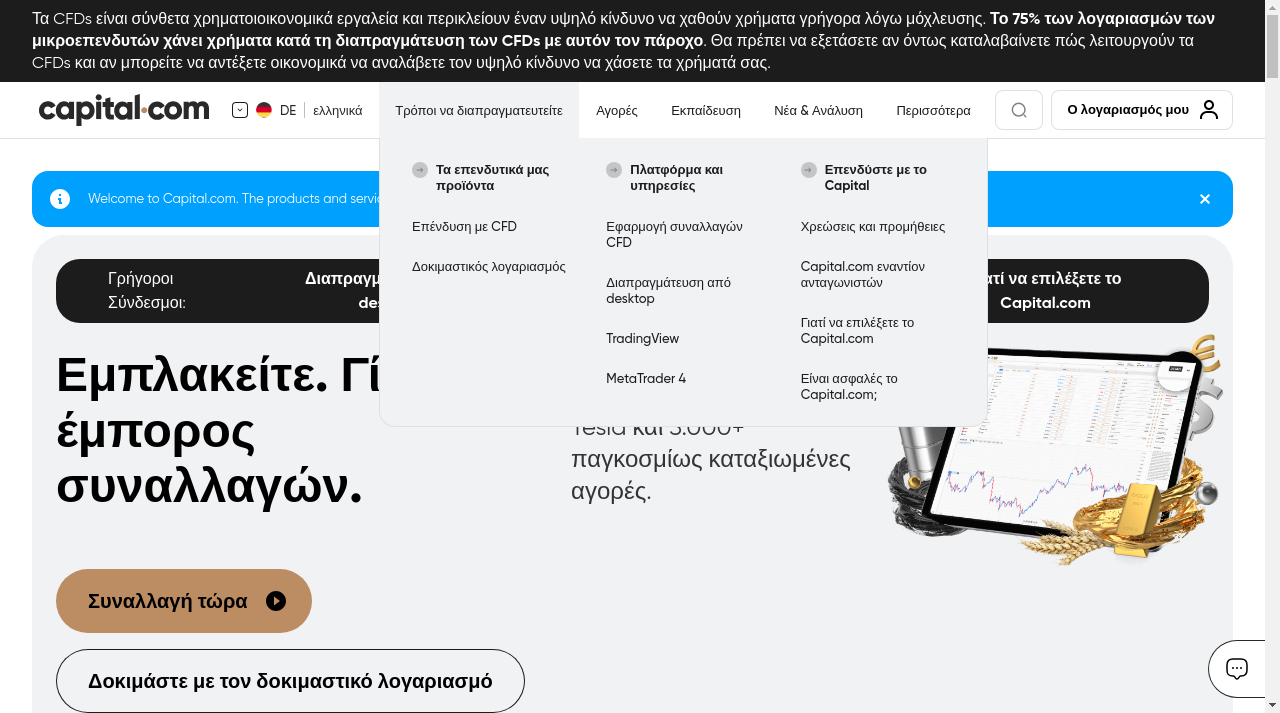 Τα CFDs είναι σύνθετα χρηματοοικονομικά εργαλεία και περικλείουν έναν υψηλό κίνδυνο να χαθούν χρήματα γρήγορα λόγω μόχλευσης. Το 75% των λογαριασμών των
μικροεπενδυτών χάνει χρήματα κατά τη διαπραγμάτευση των CFDs με αυτόν τον πάροχο. Θα πρέπει να εξετάσετε αν όντως καταλαβαίνετε πώς λειτουργούν τα
CFDs και αν μπορείτε να αντέξετε οικονομικά να αναλάβετε τον υψηλό κίνδυνο να χάσετε τα χρήματά σας.
capital.com
DE
ελληνικά
Τρόποι να διαπραγματευτείτε
Αγορές
Εκπαίδευση
Νέα & Ανάλυση
Περισσότερα
Ο λογαριασμός μου
Τα επενδυτικά μας
προϊόντα
Επένδυση με CFD
Δοκιμαστικός λογαριασμός
Πλατφόρμα και
υπηρεσίες
Εφαρμογή συναλλαγών
CFD
Διαπραγμάτευση από
desktop
TradingView
MetaTrader 4
Επενδύστε με το
Capital
Χρεώσεις και προμήθειες
Capital.com εναντίον
ανταγωνιστών
Γιατί να επιλέξετε το
Capital.com
Είναι ασφαλές το
Capital.com;
Welcome to Capital.com. The products and servi
Γρήγοροι
Σύνδεσμοι:
Διαπραγμ
des
ατί να επιλέξετε το
Capital.com
Εμπλακείτε. Γί
έμπορος
συναλλαγών.
Tesla και 3.000+
παγκοσμίως καταξιωμένες
αγορές.
Συναλλαγή τώρα
Δοκιμάστε με τον δοκιμαστικό λογαριασμό